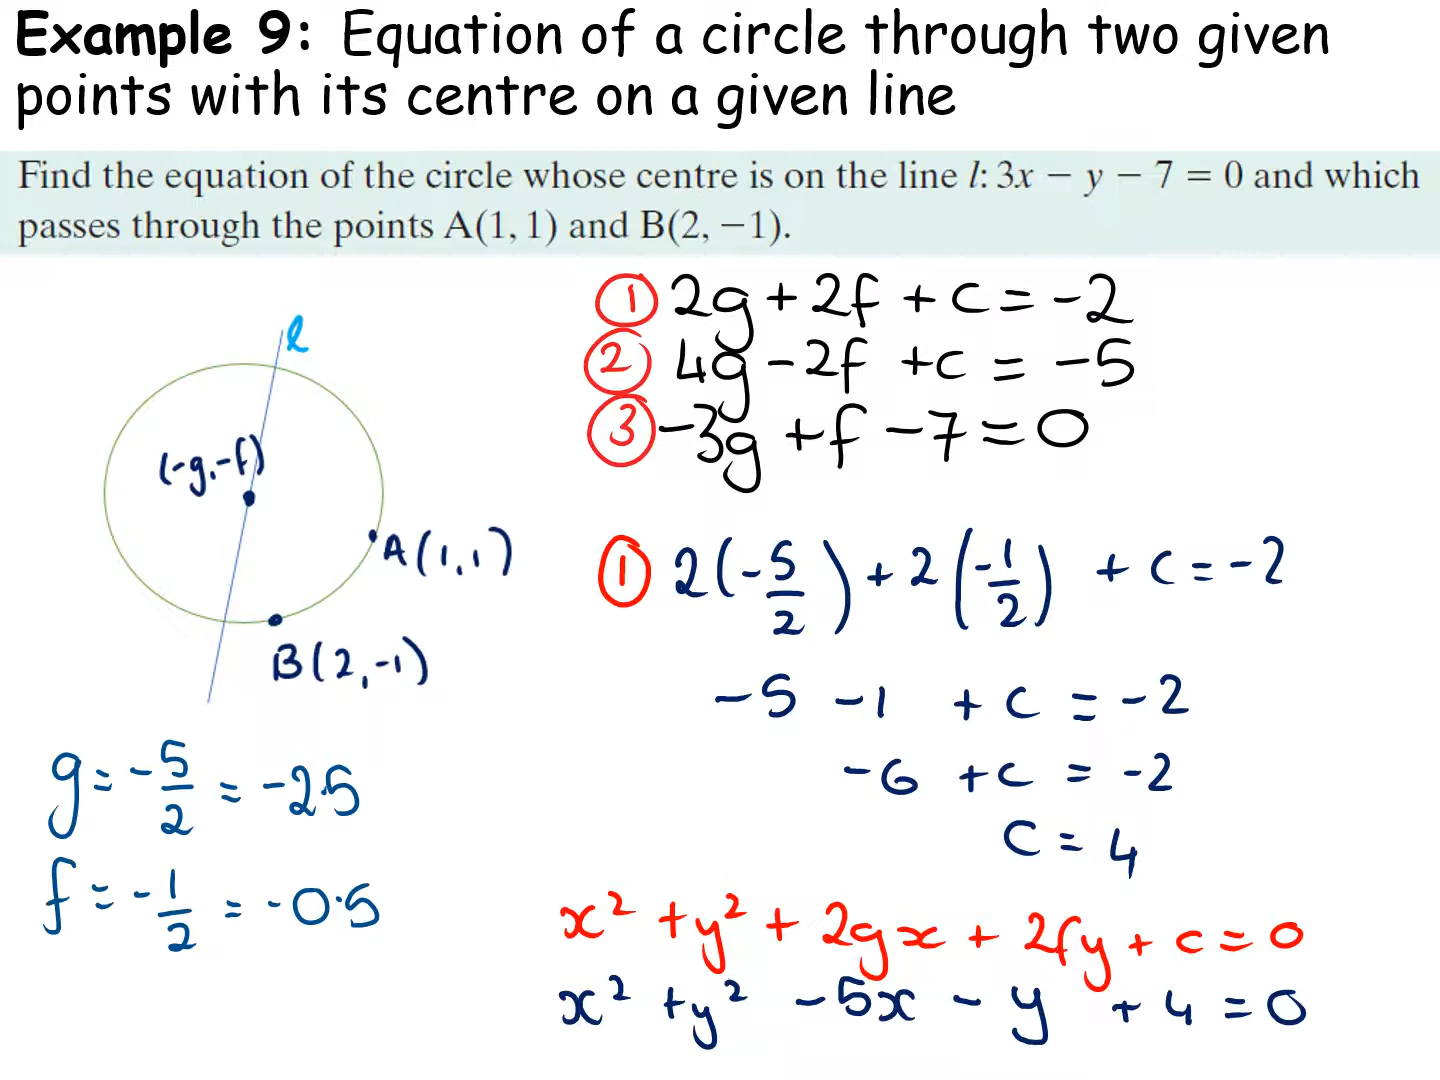 Example 9: Equation of a circle through two given
points with its centre on a given line
Find the equation of the circle whose centre is on the line l: 3x − y − 7 = 0 and which
passes through the points A(1, 1) and B(2, −1).
① 2g + 2f + c = -2
② 4g - 2f + c = -5
③ -3g + f - 7 = 0
l
(-g,-f)
A(1,1)
B(2,-1)
g = -5/2 = -2.5
f = -1/2 = -0.5
① 2(-5/2) + 2(-1/2) + c = -2
-5 -1 + c = -2
-6 + c = -2
c = 4
x² + y² + 2gx + 2fy + c = 0
x² + y² - 5x - y + 4 = 0